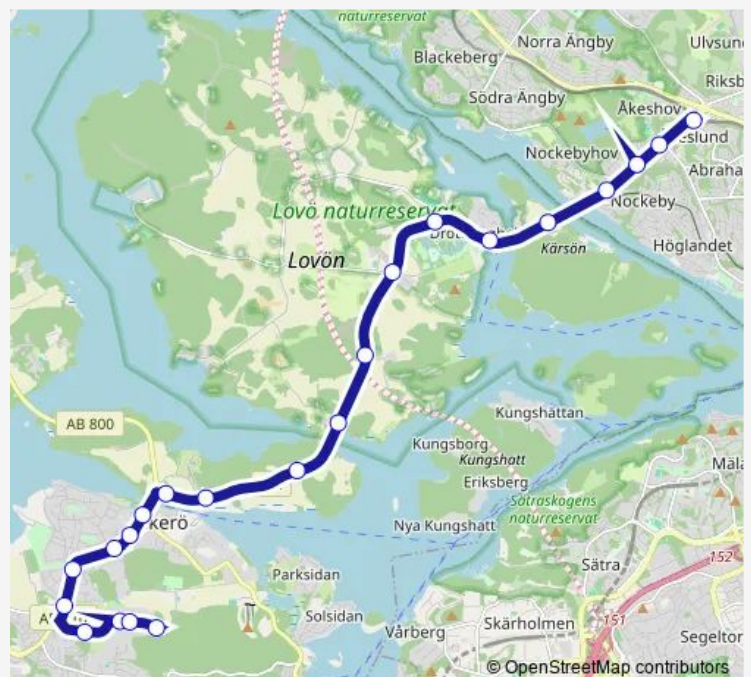 naturreservat
Norra Ängby
Ulvsun
Blackeberg
Riksb
Södra Ängby
Åkeshov
eslund
Nockebyhov
Abraha
Nockeby
Lovö naturreservat
Drot
Höglandet
Kärsön
Lovön
Kungshättan
AB 800
Kungsborg
Kungshatt
Mäla
Eriksberg
Sätraskogens
naturreservat
kerö
Nya Kungshatt
152
Sätra
Parksidan
151
Solsidan
Skärholmen
Vårberg
Segeltor
© OpenStreetMap contributors